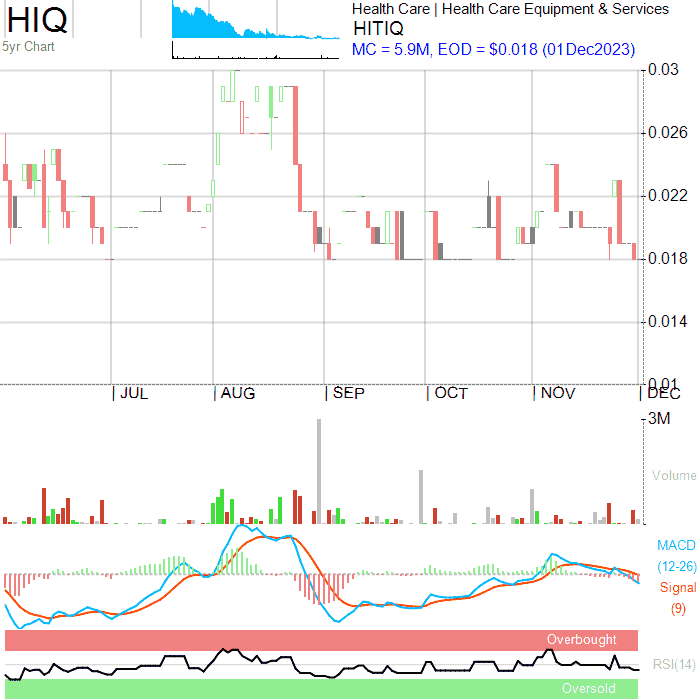 HIQ
5yr Chart
Health Care | Health Care Equipment & Services
HITIQ
MC = 5.9M, EOD = $0.018 (01Dec2023)
0.03
0.026
0.022
0.018
0.014
0.01
JUL
AUG
SEP
OCT
NOV
DEC
3M
Volume
MACD
(12-26)
Signal
(9)
Overbought
RSI(14)
Oversold